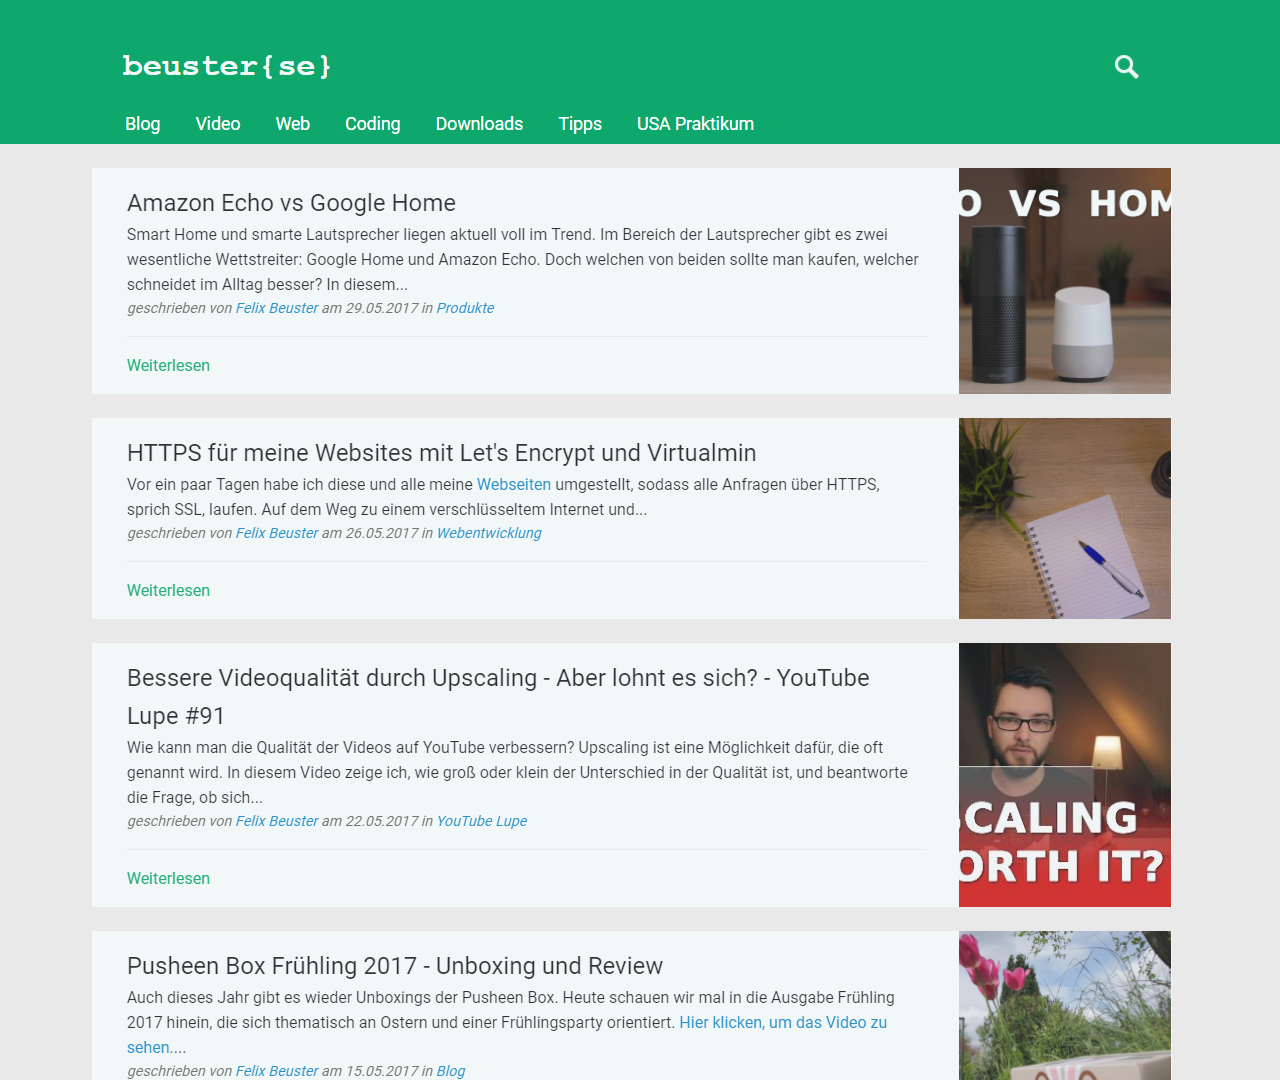 beuster{se}
Blog Video Web Coding Downloads Tipps USA Praktikum
Amazon Echo vs Google Home
Smart Home und smarte Lautsprecher liegen aktuell voll im Trend. Im Bereich der Lautsprecher gibt es zwei
wesentliche Wettstreiter: Google Home und Amazon Echo. Doch welchen von beiden sollte man kaufen, welcher
schneidet im Alltag besser? In diesem...
geschrieben von Felix Beuster am 29.05.2017 in Produkte
Weiterlesen
O VS HOM
HTTPS für meine Websites mit Let's Encrypt und Virtualmin
Vor ein paar Tagen habe ich diese und alle meine Webseiten umgestellt, sodass alle Anfragen über HTTPS,
sprich SSL, laufen. Auf dem Weg zu einem verschlüsseltem Internet und...
geschrieben von Felix Beuster am 26.05.2017 in Webentwicklung
Weiterlesen
Bessere Videoqualität durch Upscaling - Aber lohnt es sich? - YouTube
Lupe #91
Wie kann man die Qualität der Videos auf YouTube verbessern? Upscaling ist eine Möglichkeit dafür, die oft
genannt wird. In diesem Video zeige ich, wie groß oder klein der Unterschied in der Qualität ist, und beantworte
die Frage, ob sich...
geschrieben von Felix Beuster am 22.05.2017 in YouTube Lupe
Weiterlesen
SCALING
ORTH IT?
Pusheen Box Frühling 2017 - Unboxing und Review
Auch dieses Jahr gibt es wieder Unboxings der Pusheen Box. Heute schauen wir mal in die Ausgabe Frühling
2017 hinein, die sich thematisch an Ostern und einer Frühlingsparty orientiert. Hier klicken, um das Video zu
sehen....
geschrieben von Felix Beuster am 15.05.2017 in Blog